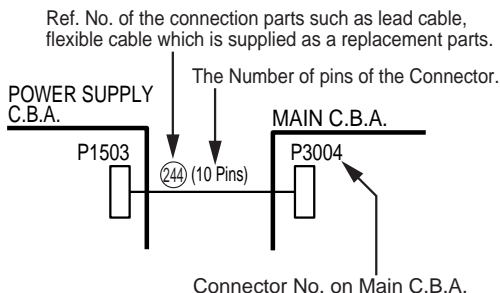 Ref. No. of the connection parts such as lead cable,
flexible cable which is supplied as a replacement parts.
The Number of pins of the Connector.
POWER SUPPLY
C.B.A.
MAIN C.B.A.
P1503
244 (10 Pins)
P3004
Connector No. on Main C.B.A.